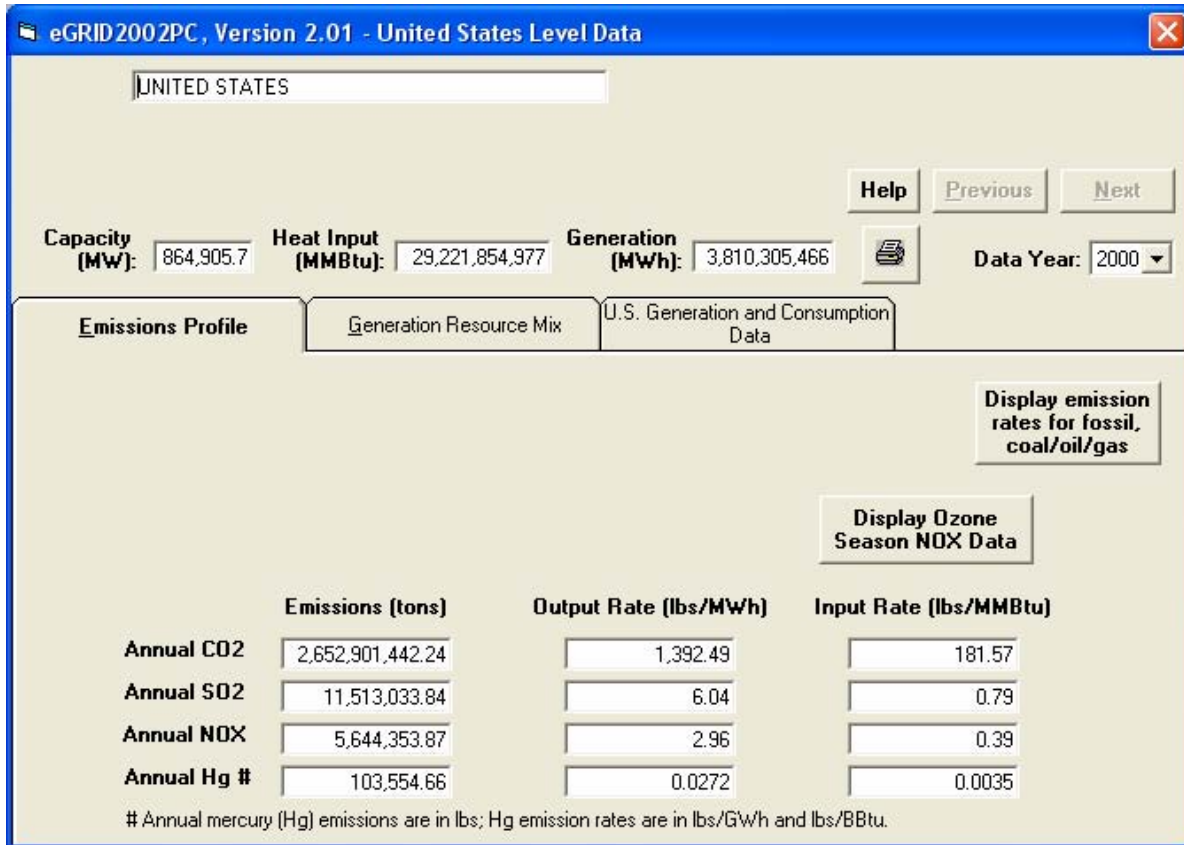 eGRID2002PC, Version 2.01 - United States Level Data
UNITED STATES
Help Previous Next
Capacity (MW): 864,905.7
Heat Input (MMBtu): 29,221,854,977
Generation (MWh): 3,810,305,466
Data Year: 2000
Emissions Profile
Generation Resource Mix
U.S. Generation and Consumption
Data
Display emission
rates for fossil,
coal/oil/gas
Display Ozone
Season NOX Data
Emissions (tons) Output Rate (lbs/MWh) Input Rate (lbs/MMBtu)
Annual CO2 2,652,901,442.24 1,392.49 181.57
Annual SO2 11,513,033.84 6.04 0.79
Annual NOX 5,644,353.87 2.96 0.39
Annual Hg # 103,554.66 0.0272 0.0035
# Annual mercury (Hg) emissions are in lbs; Hg emission rates are in lbs/GWh and lbs/BBtu.